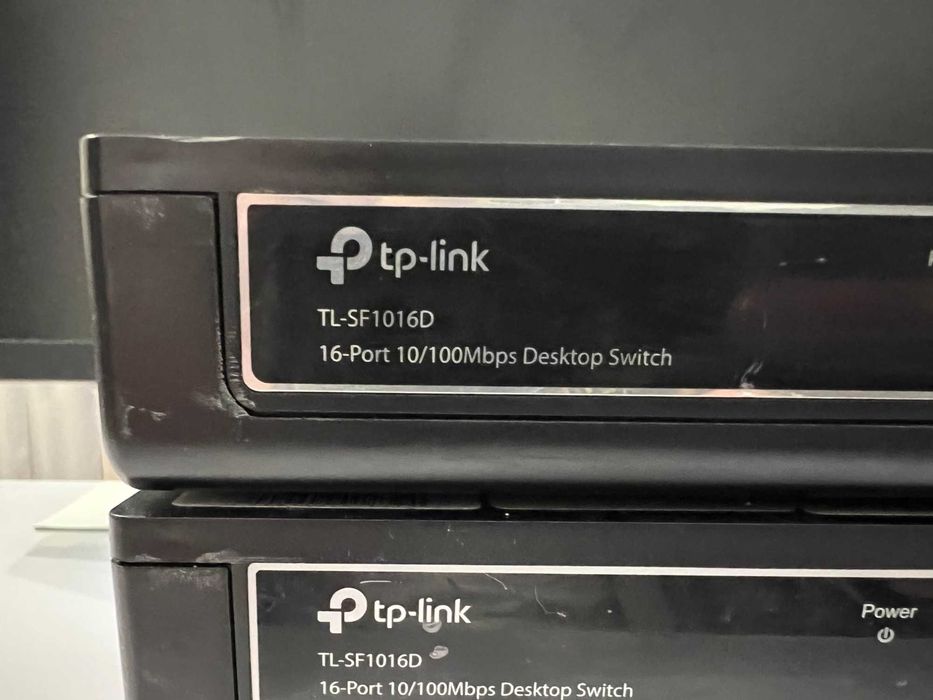 tp-link
TL-SF1016D
16-Port 10/100Mbps Desktop Switch
tp-link
Power
TL-SF1016D
16-Port 10/100Mbps Desktop Switch